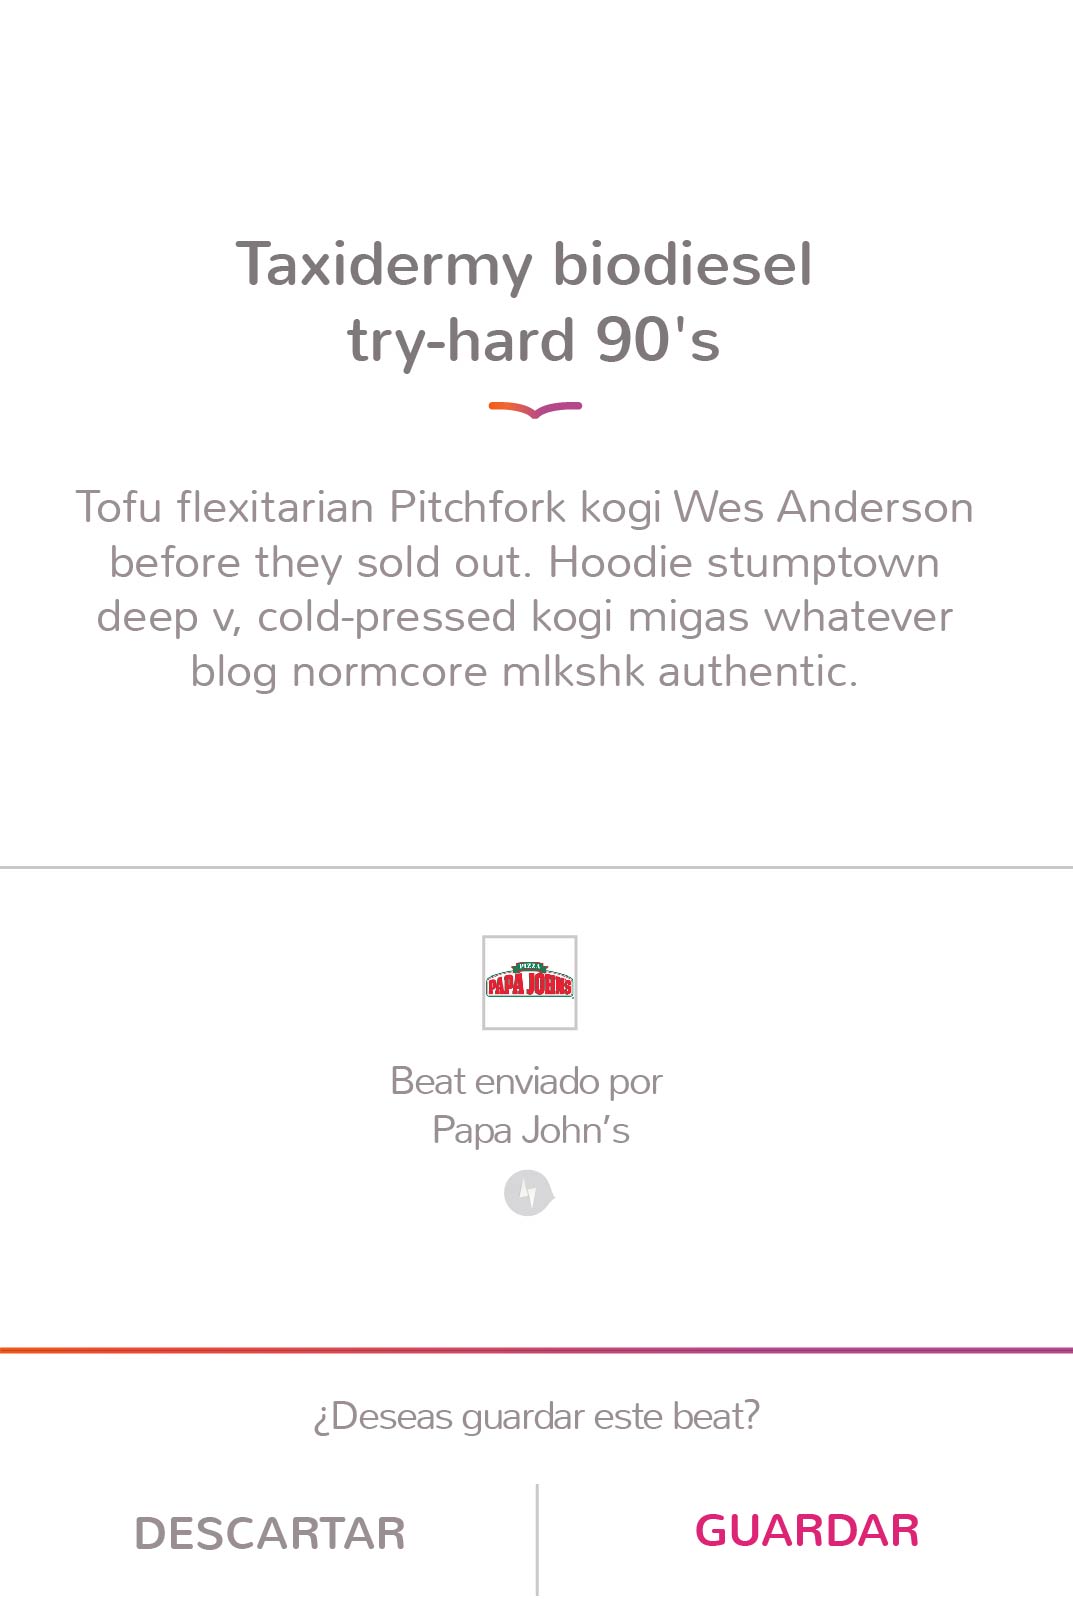 Taxidermy biodiesel
try-hard 90's
Tofu flexitarian Pitchfork kogi Wes Anderson
before they sold out. Hoodie stumptown
deep v, cold-pressed kogi migas whatever
blog normcore mlkshk authentic.
PIZZA
PAPA JOHNS
Beat enviado por
Papa John’s
¿Deseas guardar este beat?
DESCARTAR
GUARDAR